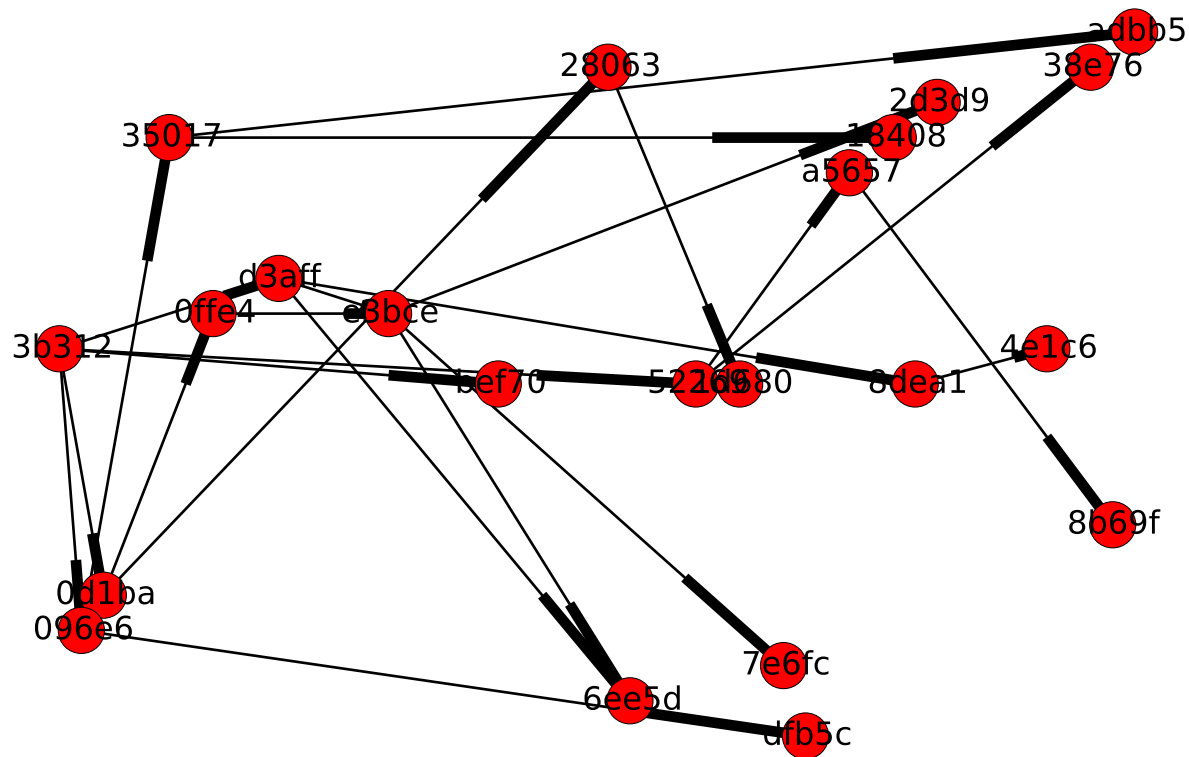 adbb5
28063
38e76
2d3d9
35017
18408
a5657
d3aff
0ffe4
e3bce
3b312
4e1c6
bef70
8dea1
8b69f
0d1ba
096e6
7e6fc
6ee5d
dfb5c